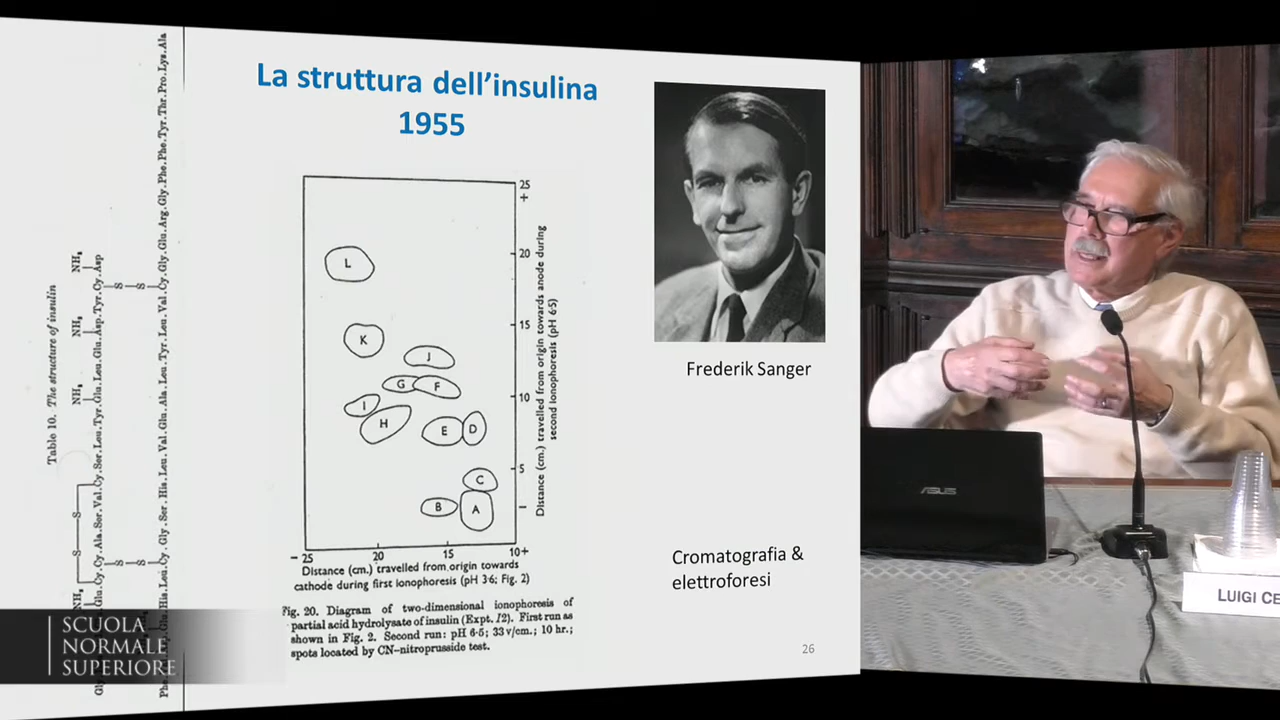 La struttura dell'insulina
1955
Table 10. The structure of insulin
NH₂
NH₂
NH₂
NH₂
S
S
S
S
S
S
25
+
20
15
10
5
–
L
K
J
G
F
I
H
E
D
C
B
A
– 25
20
15
10+
Distance (cm.) travelled from origin towards anode during
second ionophoresis (pH 6·5)
Distance (cm.) travelled from origin towards
cathode during first ionophoresis (pH 3·6; Fig. 2)
Fig. 20. Diagram of two-dimensional ionophoresis of
partial acid hydrolysate of insulin (Expt. 12). First run as
shown in Fig. 2. Second run: pH 6·5; 33 v/cm.; 10 hr.;
spots located by CN–nitroprusside test.
Frederik Sanger
Cromatografia &
elettroforesi
26
SCUOLA
NORMALE
SUPERIORE
ASUS
LUIGI CE